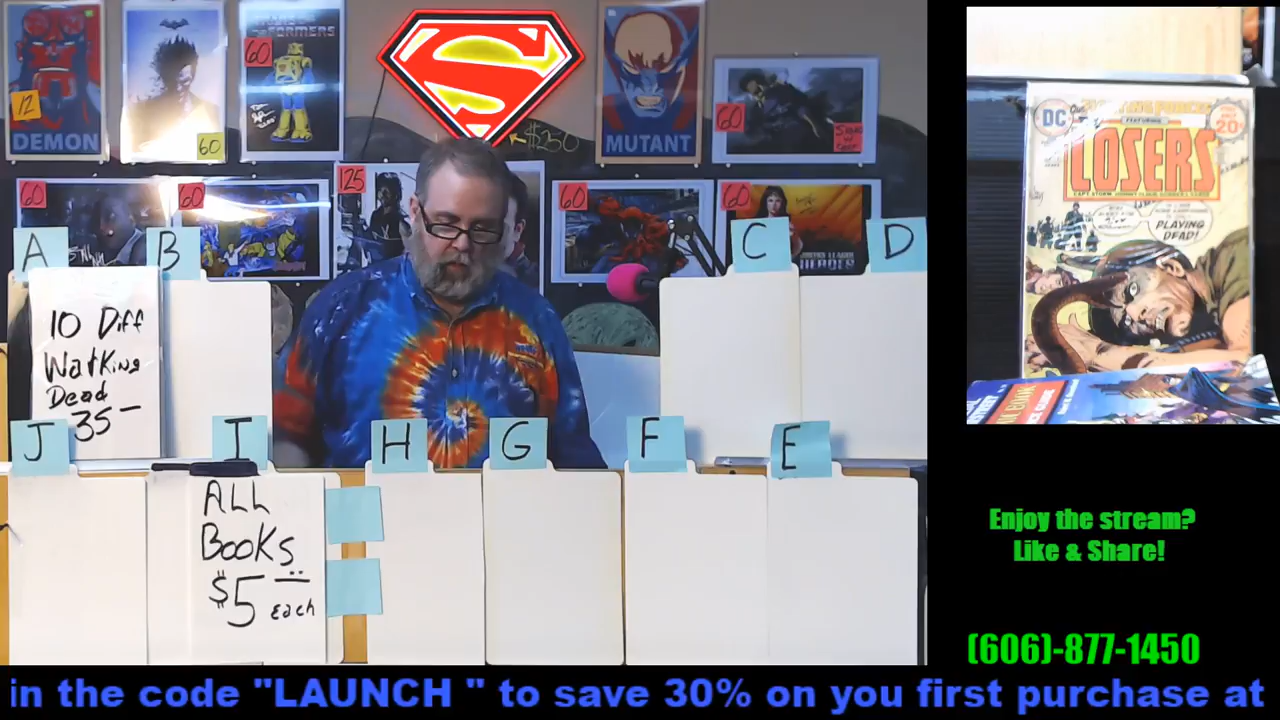 12
DEMON
60
60
$250
MUTANT
60
60
60
125
60
60
HEROES
A
B
C
D
10 Diff
Walking
Dead
35-
J
I
H
G
F
E
ALL
Books
$5 each
DC
FEATURING
20¢
LOSERS
PLAYING
DEAD!
Enjoy the stream?
Like & Share!
(606)-877-1450
in the code "LAUNCH " to save 30% on you first purchase at